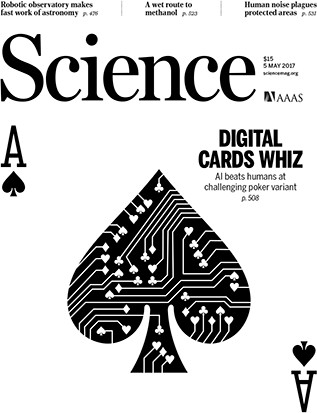 Robotic observatory makes
fast work of astronomy p. 476
A wet route to
methanol p. 523
Human noise plagues
protected areas p. 531
Science
$15
5 MAY 2017
sciencemag.org
AAAS
A
DIGITAL
CARDS WHIZ
AI beats humans at
challenging poker variant
p. 508
A